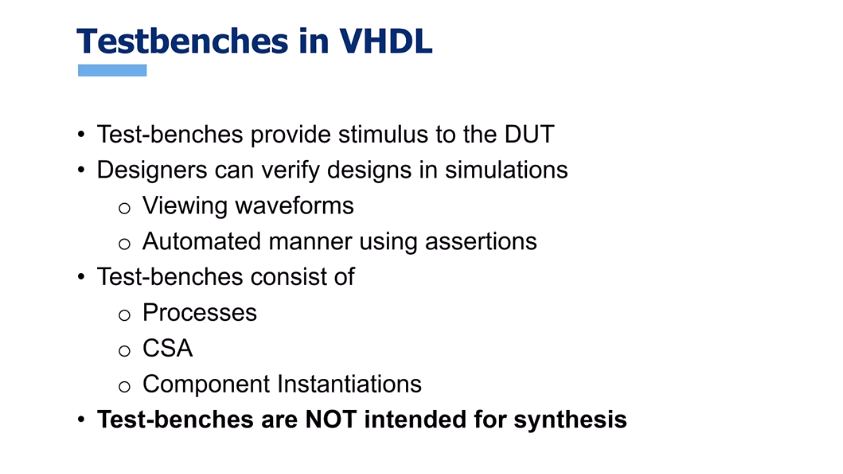 Testbenches in VHDL
• Test-benches provide stimulus to the DUT
• Designers can verify designs in simulations
o Viewing waveforms
o Automated manner using assertions
• Test-benches consist of
o Processes
o CSA
o Component Instantiations
• Test-benches are NOT intended for synthesis